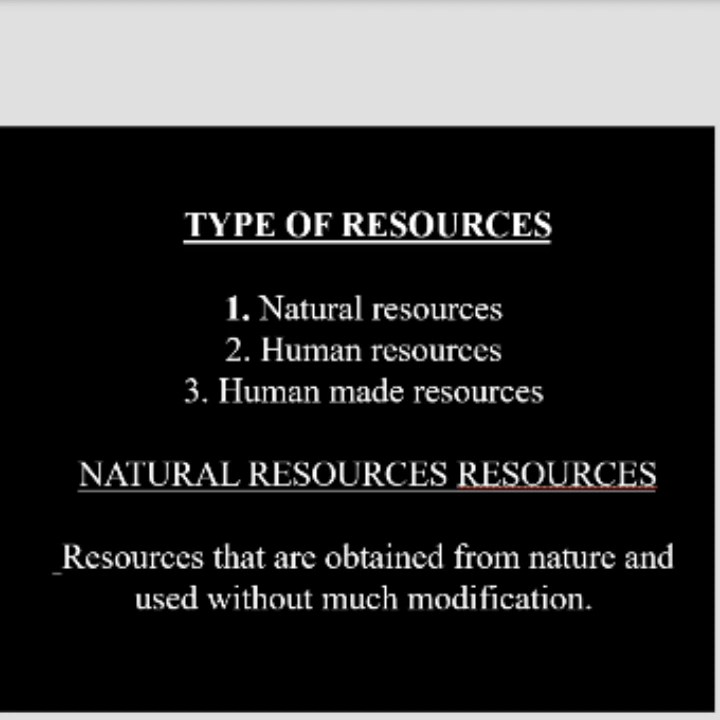 TYPE OF RESOURCES
1. Natural resources
2. Human resources
3. Human made resources
NATURAL RESOURCES RESOURCES
_Resources that are obtained from nature and
used without much modification.